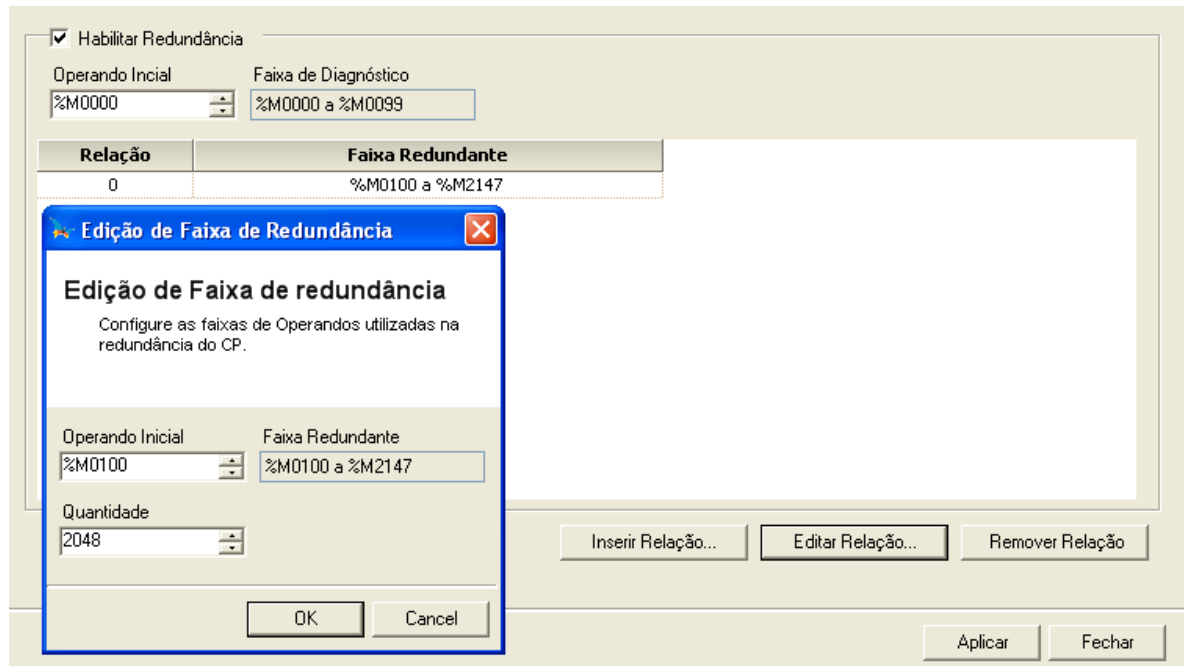 Habilitar Redundância
Operando Incial Faixa de Diagnóstico
%M0000 %M0000 a %M0099
Relação Faixa Redundante
0 %M0100 a %M2147
Edição de Faixa de Redundância
Edição de Faixa de redundância
Configure as faixas de Operandos utilizadas na
redundância do CP.
Operando Inicial Faixa Redundante
%M0100 %M0100 a %M2147
Quantidade
2048
Inserir Relação... Editar Relação... Remover Relação
OK Cancel
Aplicar Fechar